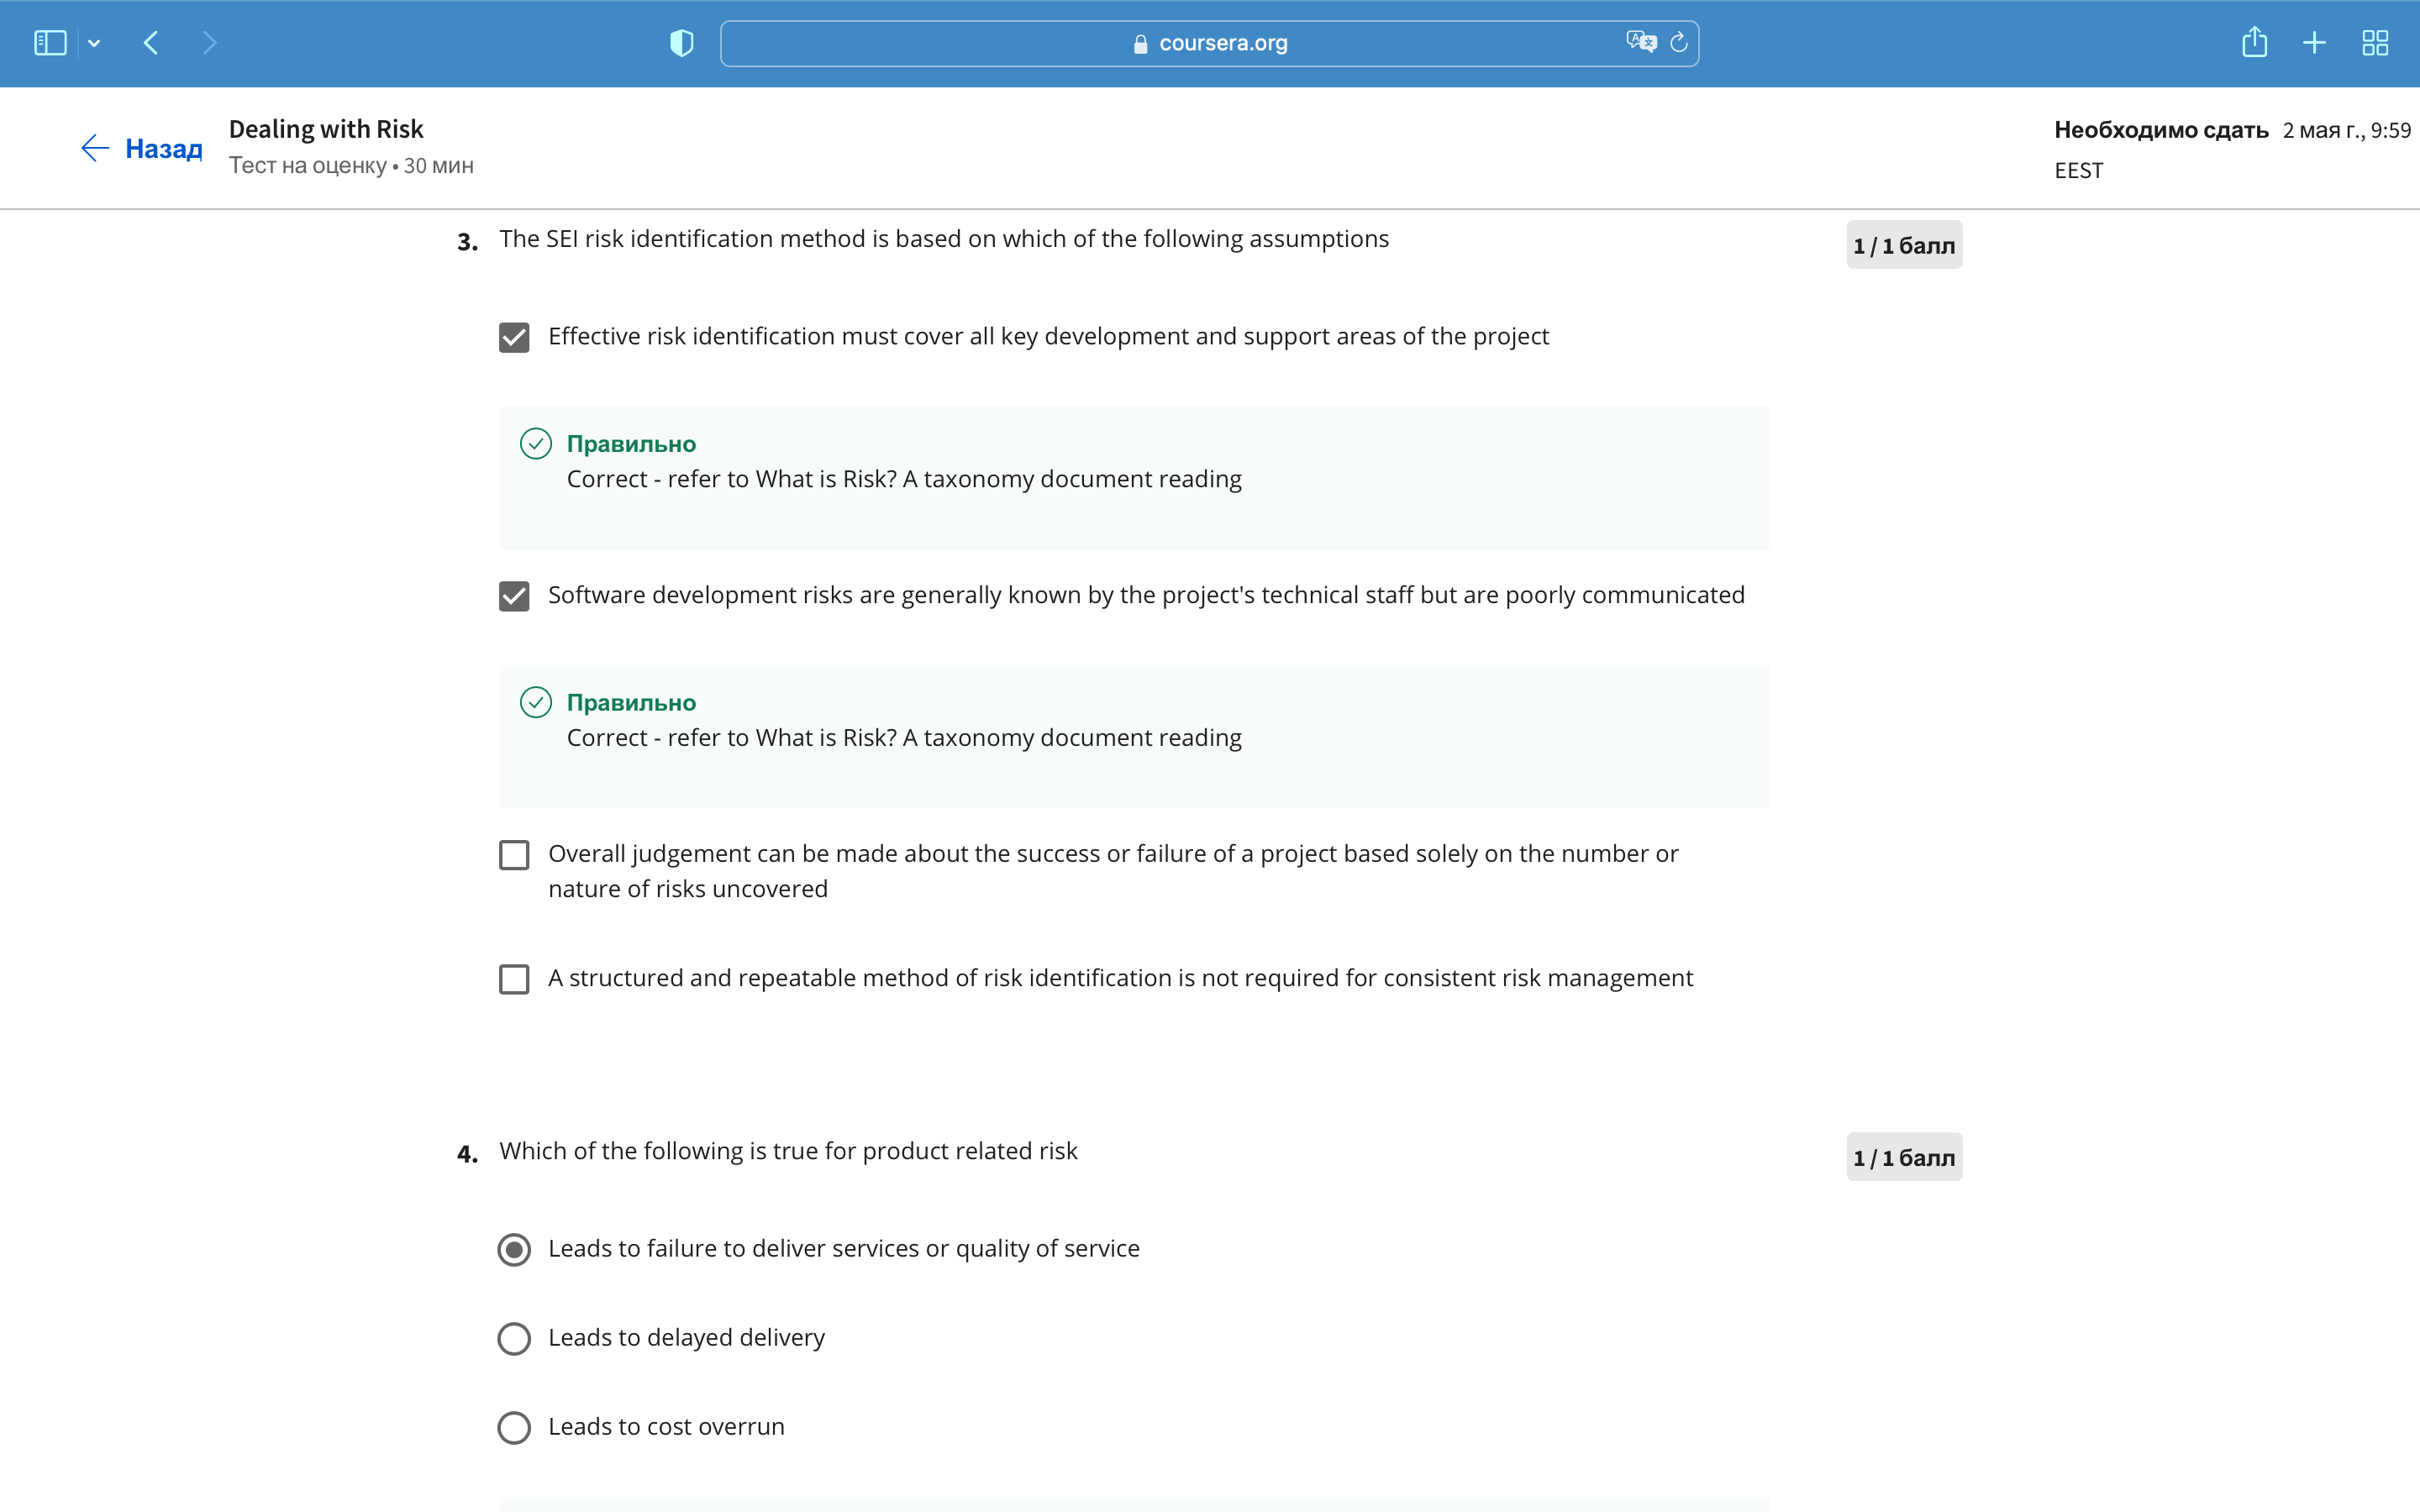 coursera.org
Назад
Dealing with Risk
Тест на оценку • 30 мин
Необходимо сдать 2 мая г., 9:59
EEST
3. The SEI risk identification method is based on which of the following assumptions
1 / 1 балл
Effective risk identification must cover all key development and support areas of the project
Правильно
Correct - refer to What is Risk? A taxonomy document reading
Software development risks are generally known by the project's technical staff but are poorly communicated
Правильно
Correct - refer to What is Risk? A taxonomy document reading
Overall judgement can be made about the success or failure of a project based solely on the number or
nature of risks uncovered
A structured and repeatable method of risk identification is not required for consistent risk management
4. Which of the following is true for product related risk
1 / 1 балл
Leads to failure to deliver services or quality of service
Leads to delayed delivery
Leads to cost overrun